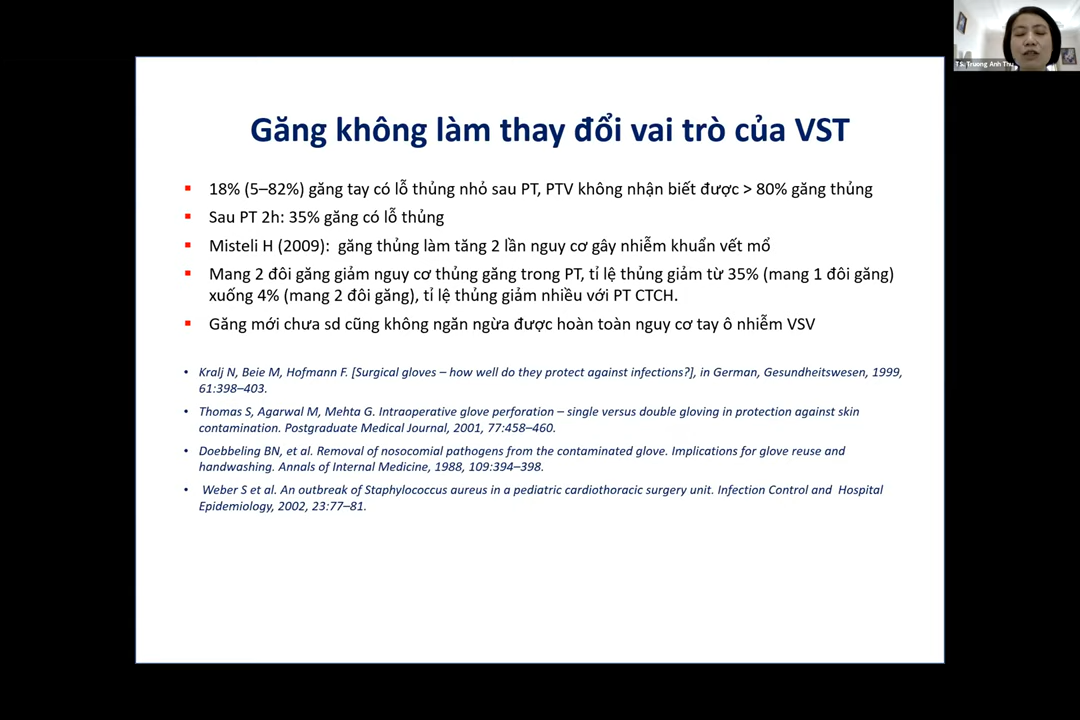 TS. Trương Anh Thư
Găng không làm thay đổi vai trò của VST
▪ 18% (5–82%) găng tay có lỗ thủng nhỏ sau PT, PTV không nhận biết được > 80% găng thủng
▪ Sau PT 2h: 35% găng có lỗ thủng
▪ Misteli H (2009): găng thủng làm tăng 2 lần nguy cơ gây nhiễm khuẩn vết mổ
▪ Mang 2 đôi găng giảm nguy cơ thủng găng trong PT, tỉ lệ thủng giảm từ 35% (mang 1 đôi găng)
xuống 4% (mang 2 đôi găng), tỉ lệ thủng giảm nhiều với PT CTCH.
▪ Găng mới chưa sd cũng không ngăn ngừa được hoàn toàn nguy cơ tay ô nhiễm VSV
• Kralj N, Beie M, Hofmann F. [Surgical gloves – how well do they protect against infections?], in German, Gesundheitswesen, 1999,
61:398–403.
• Thomas S, Agarwal M, Mehta G. Intraoperative glove perforation – single versus double gloving in protection against skin
contamination. Postgraduate Medical Journal, 2001, 77:458–460.
• Doebbeling BN, et al. Removal of nosocomial pathogens from the contaminated glove. Implications for glove reuse and
handwashing. Annals of Internal Medicine, 1988, 109:394–398.
• Weber S et al. An outbreak of Staphylococcus aureus in a pediatric cardiothoracic surgery unit. Infection Control and Hospital
Epidemiology, 2002, 23:77–81.